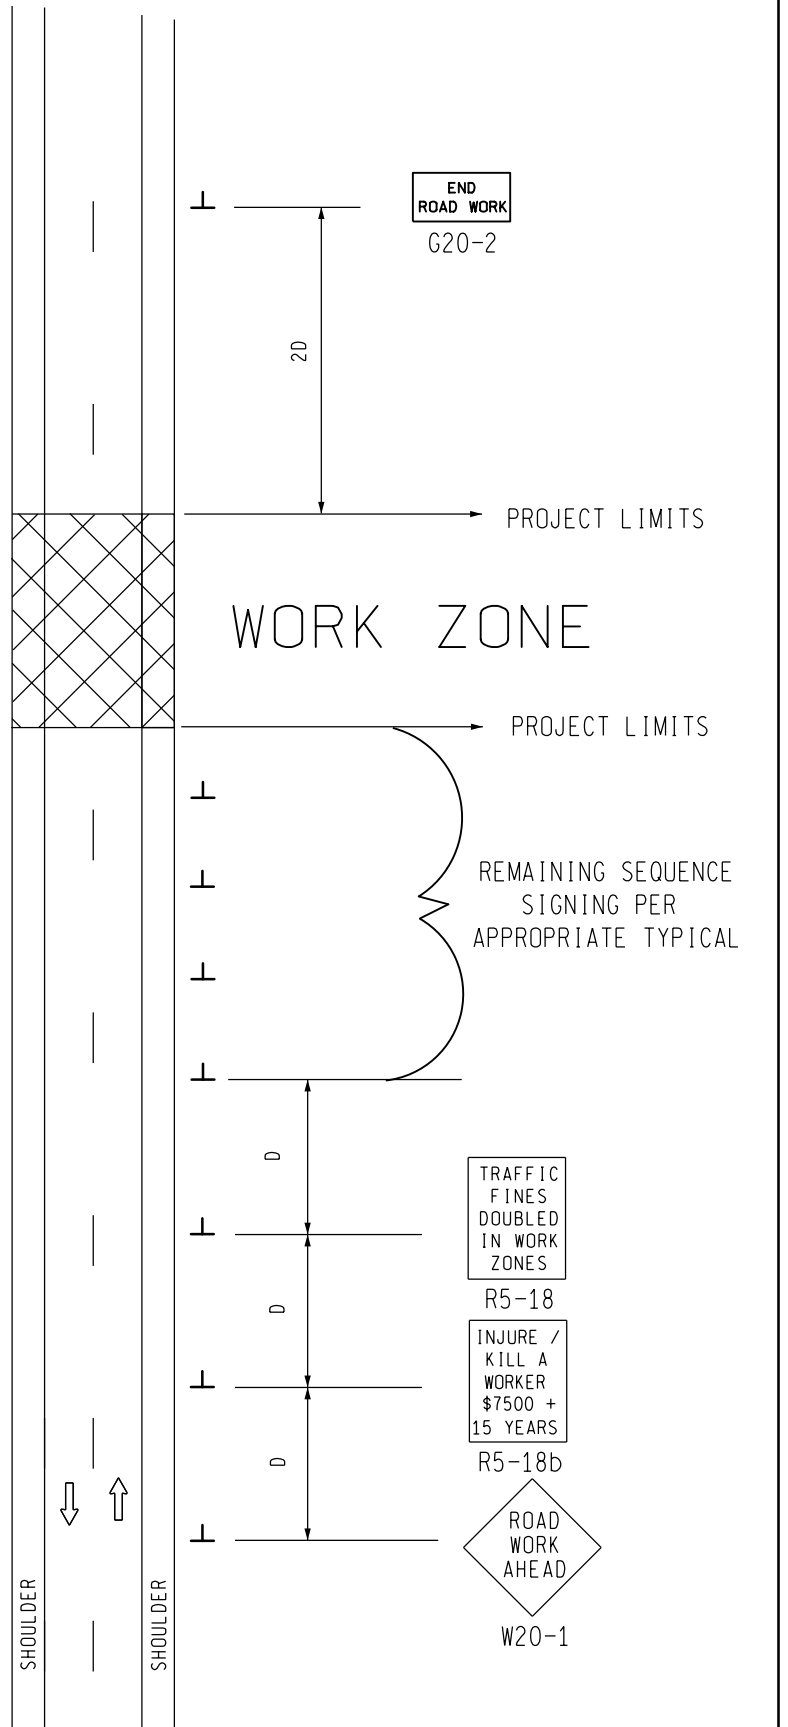 END
ROAD WORK
G20-2
2D
PROJECT LIMITS
WORK ZONE
PROJECT LIMITS
REMAINING SEQUENCE
SIGNING PER
APPROPRIATE TYPICAL
D
TRAFFIC
FINES
DOUBLED
IN WORK
ZONES
R5-18
D
INJURE /
KILL A
WORKER
$7500 +
15 YEARS
R5-18b
D
ROAD
WORK
AHEAD
W20-1
SHOULDER
SHOULDER